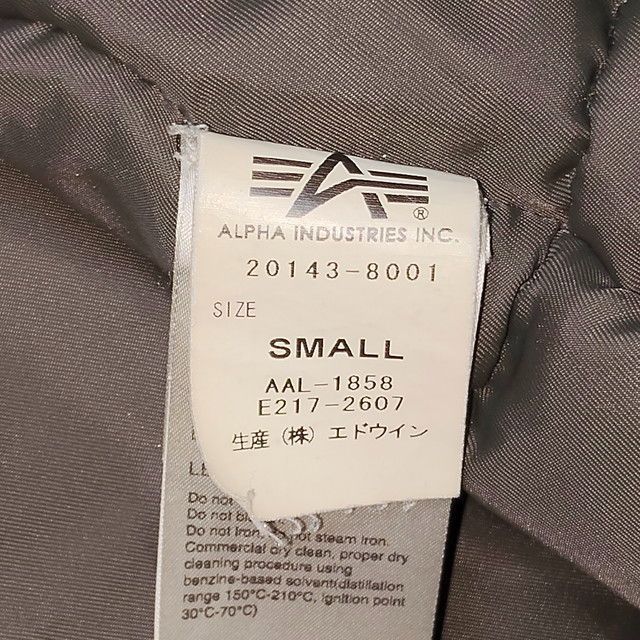 ®
ALPHA INDUSTRIES INC.
20143-8001
SIZE
SMALL
AAL-1858
E217-2607
生産(株)エドウイン
Do not
Do not
Do not iron, steam iron.
Commercial dry clean, proper dry
cleaning procedure using
benzine-based solvent(distillation
range 150°C-210°C, ignition point
30°C-70°C)